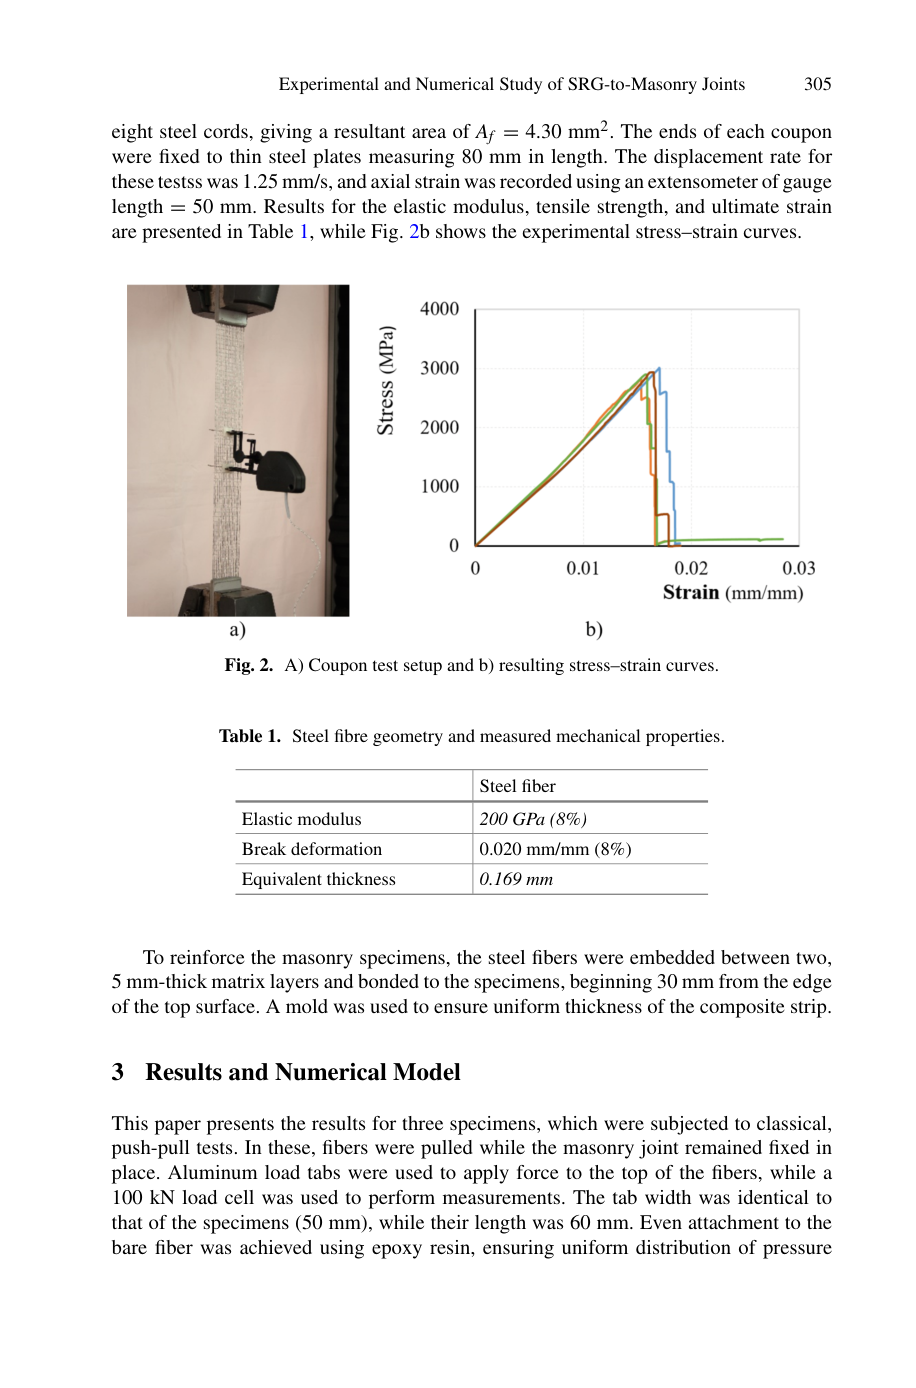 Experimental and Numerical Study of SRG-to-Masonry Joints 305
eight steel cords, giving a resultant area of A_f = 4.30 mm². The ends of each coupon
were fixed to thin steel plates measuring 80 mm in length. The displacement rate for
these testss was 1.25 mm/s, and axial strain was recorded using an extensometer of gauge
length = 50 mm. Results for the elastic modulus, tensile strength, and ultimate strain
are presented in Table 1, while Fig. 2b shows the experimental stress–strain curves.
Stress (MPa)
4000
3000
2000
1000
0
0 0.01 0.02 0.03
Strain (mm/mm)
a) b)
Fig. 2. A) Coupon test setup and b) resulting stress–strain curves.
Table 1. Steel fibre geometry and measured mechanical properties.
Steel fiber
Elastic modulus 200 GPa (8%)
Break deformation 0.020 mm/mm (8%)
Equivalent thickness 0.169 mm
To reinforce the masonry specimens, the steel fibers were embedded between two,
5 mm-thick matrix layers and bonded to the specimens, beginning 30 mm from the edge
of the top surface. A mold was used to ensure uniform thickness of the composite strip.
3 Results and Numerical Model
This paper presents the results for three specimens, which were subjected to classical,
push-pull tests. In these, fibers were pulled while the masonry joint remained fixed in
place. Aluminum load tabs were used to apply force to the top of the fibers, while a
100 kN load cell was used to perform measurements. The tab width was identical to
that of the specimens (50 mm), while their length was 60 mm. Even attachment to the
bare fiber was achieved using epoxy resin, ensuring uniform distribution of pressure